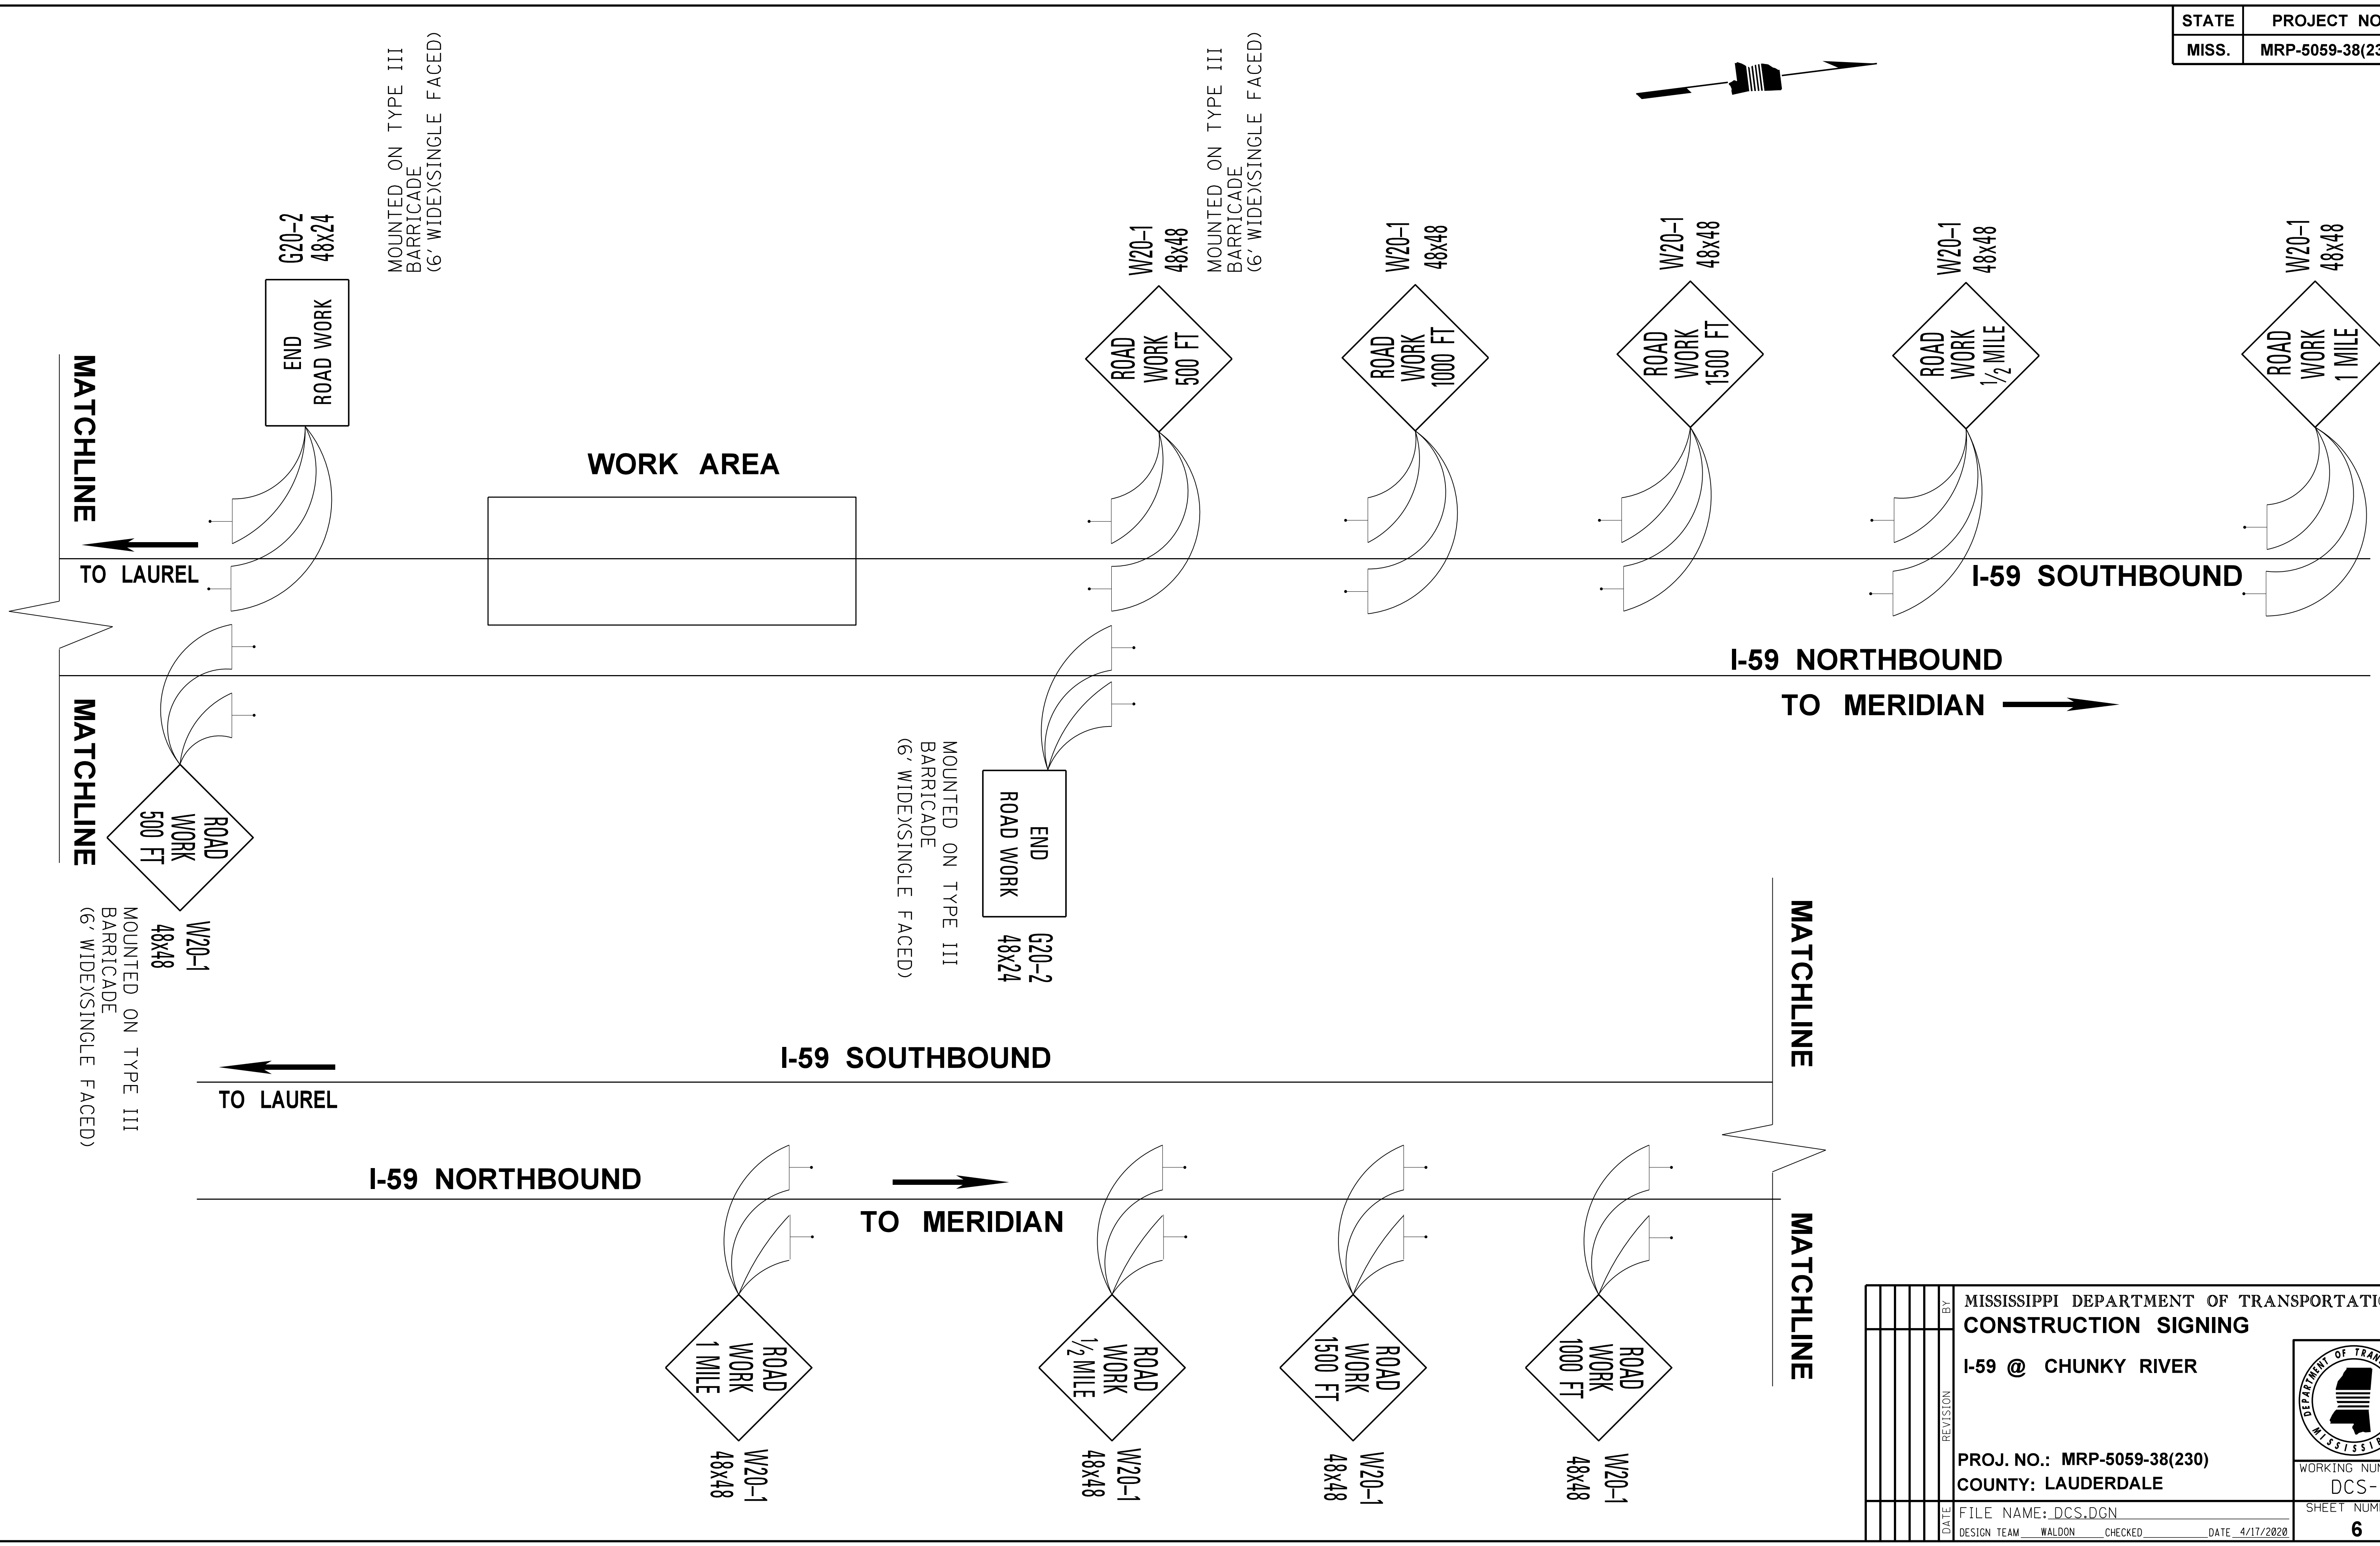 STATE PROJECT NO
MISS. MRP-5059-38(23
MOUNTED ON TYPE III
BARRICADE
(6' WIDE)(SINGLE FACED)
G20-2
48x24
END
ROAD WORK
MOUNTED ON TYPE III
BARRICADE
(6' WIDE)(SINGLE FACED)
W20-1
48x48
ROAD
WORK
500 FT
W20-1
48x48
ROAD
WORK
1000 FT
W20-1
48x48
ROAD
WORK
1500 FT
W20-1
48x48
ROAD
WORK
1/2 MILE
W20-1
48x48
ROAD
WORK
1 MILE
MATCHLINE
WORK AREA
TO LAUREL
I-59 SOUTHBOUND
I-59 NORTHBOUND
TO MERIDIAN
MATCHLINE
ROAD
WORK
500 FT
W20-1
48x48
MOUNTED ON TYPE III
BARRICADE
(6' WIDE)(SINGLE FACED)
MOUNTED ON TYPE III
BARRICADE
(6' WIDE)(SINGLE FACED)
END
ROAD WORK
G20-2
48x24
MATCHLINE
I-59 SOUTHBOUND
TO LAUREL
I-59 NORTHBOUND
TO MERIDIAN
MATCHLINE
ROAD
WORK
1 MILE
W20-1
48x48
ROAD
WORK
1/2 MILE
W20-1
48x48
ROAD
WORK
1500 FT
W20-1
48x48
ROAD
WORK
1000 FT
W20-1
48x48
BY
REVISION
DATE
MISSISSIPPI DEPARTMENT OF TRANSPORTATI
CONSTRUCTION SIGNING
I-59 @ CHUNKY RIVER
PROJ. NO.: MRP-5059-38(230)
COUNTY: LAUDERDALE
FILE NAME: DCS.DGN
DESIGN TEAM WALDON CHECKED DATE 4/17/2020
DEPARTMENT OF TRAN
MISSISSIP
WORKING NU
DCS-
SHEET NUM
6